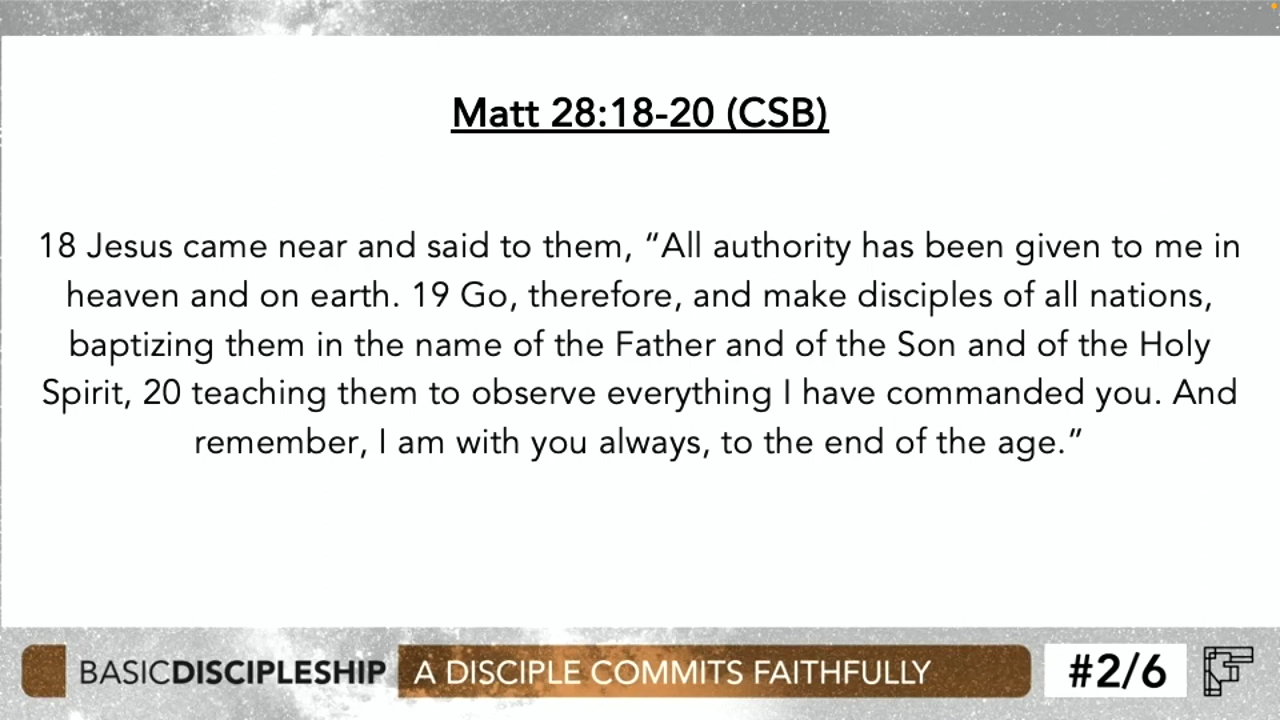 Matt 28:18-20 (CSB)
18 Jesus came near and said to them, “All authority has been given to me in
heaven and on earth. 19 Go, therefore, and make disciples of all nations,
baptizing them in the name of the Father and of the Son and of the Holy
Spirit, 20 teaching them to observe everything I have commanded you. And
remember, I am with you always, to the end of the age.”
BASICDISCIPLESHIP A DISCIPLE COMMITS FAITHFULLY #2/6